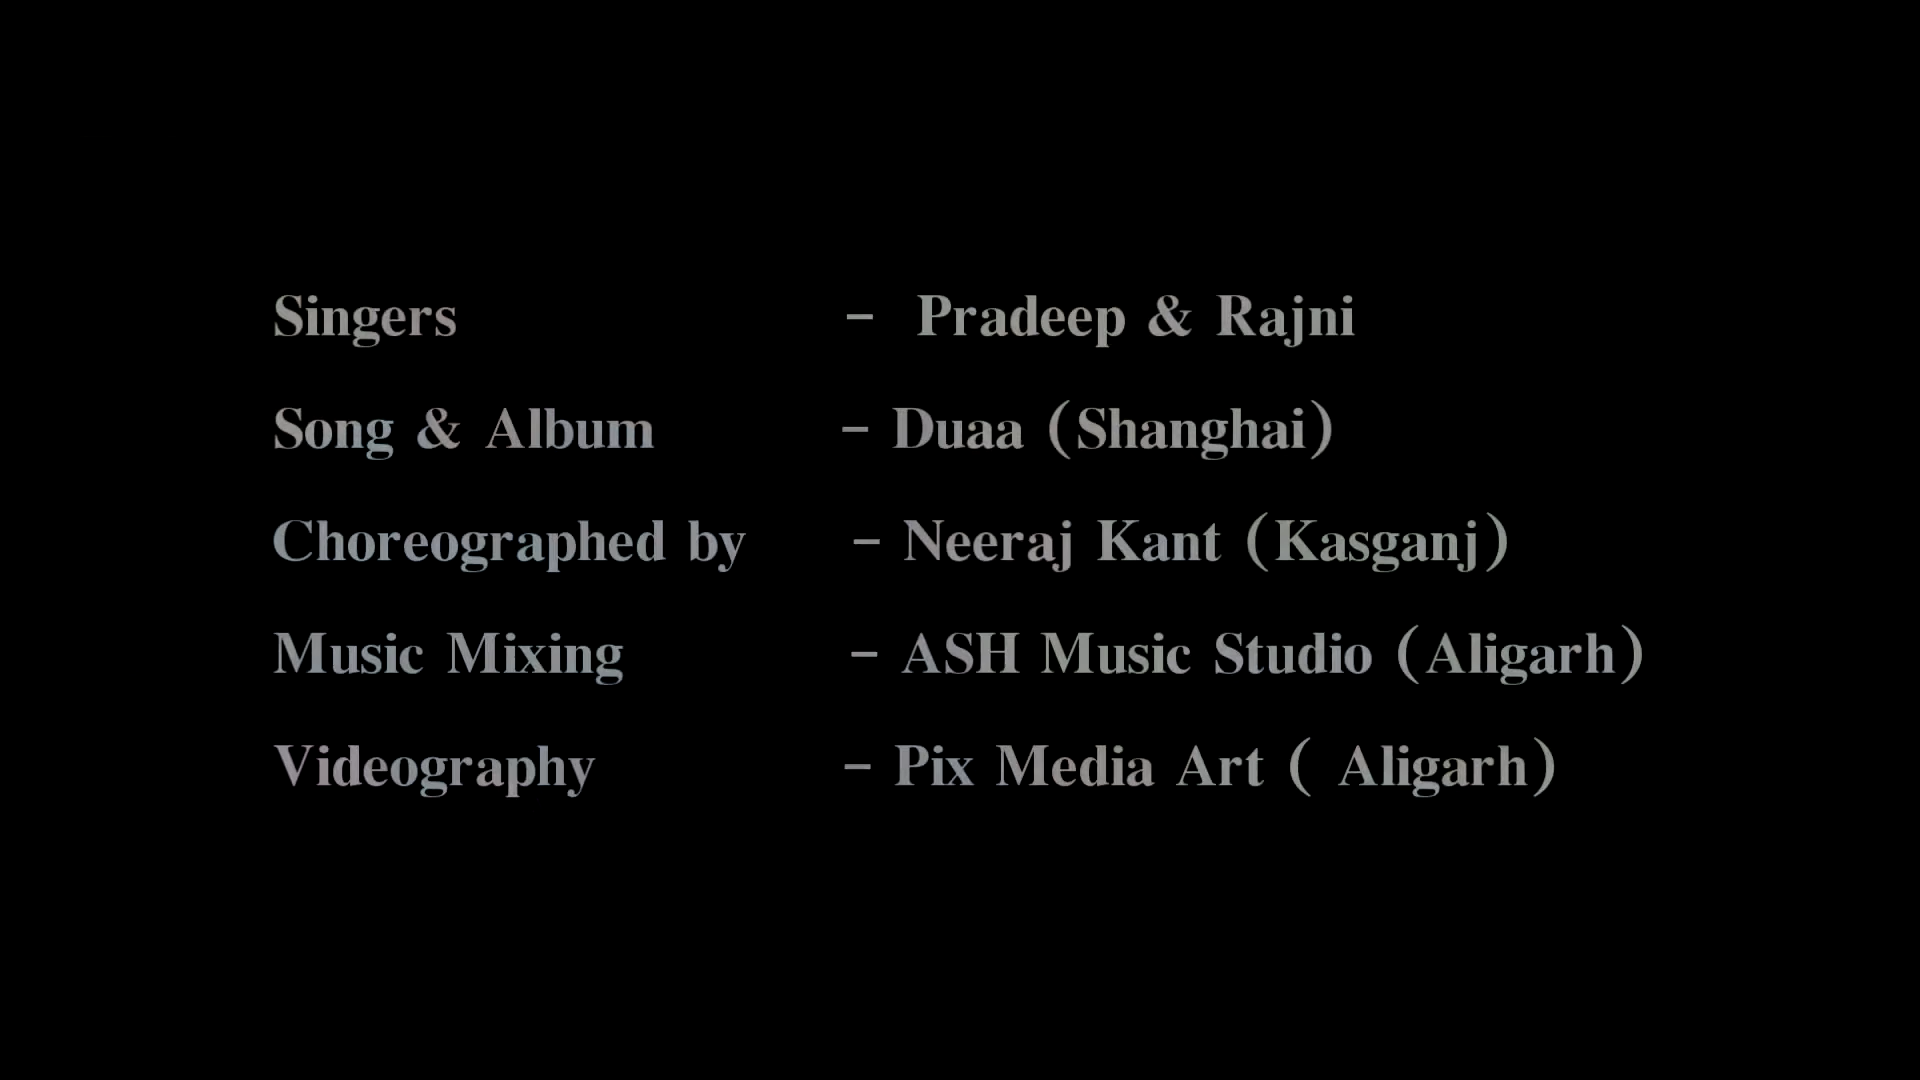 Singers - Pradeep & Rajni
Song & Album - Duaa (Shanghai)
Choreographed by - Neeraj Kant (Kasganj)
Music Mixing - ASH Music Studio (Aligarh)
Videography - Pix Media Art ( Aligarh)